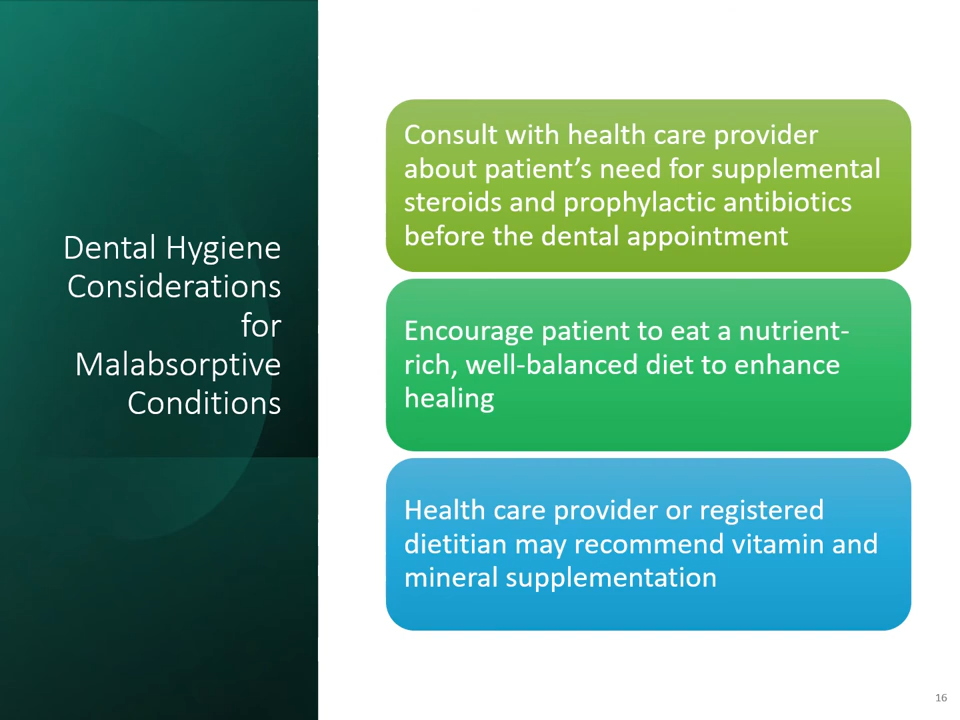 Dental Hygiene
Considerations
for
Malabsorptive
Conditions
Consult with health care provider
about patient's need for supplemental
steroids and prophylactic antibiotics
before the dental appointment
Encourage patient to eat a nutrient-
rich, well-balanced diet to enhance
healing
Health care provider or registered
dietitian may recommend vitamin and
mineral supplementation
16